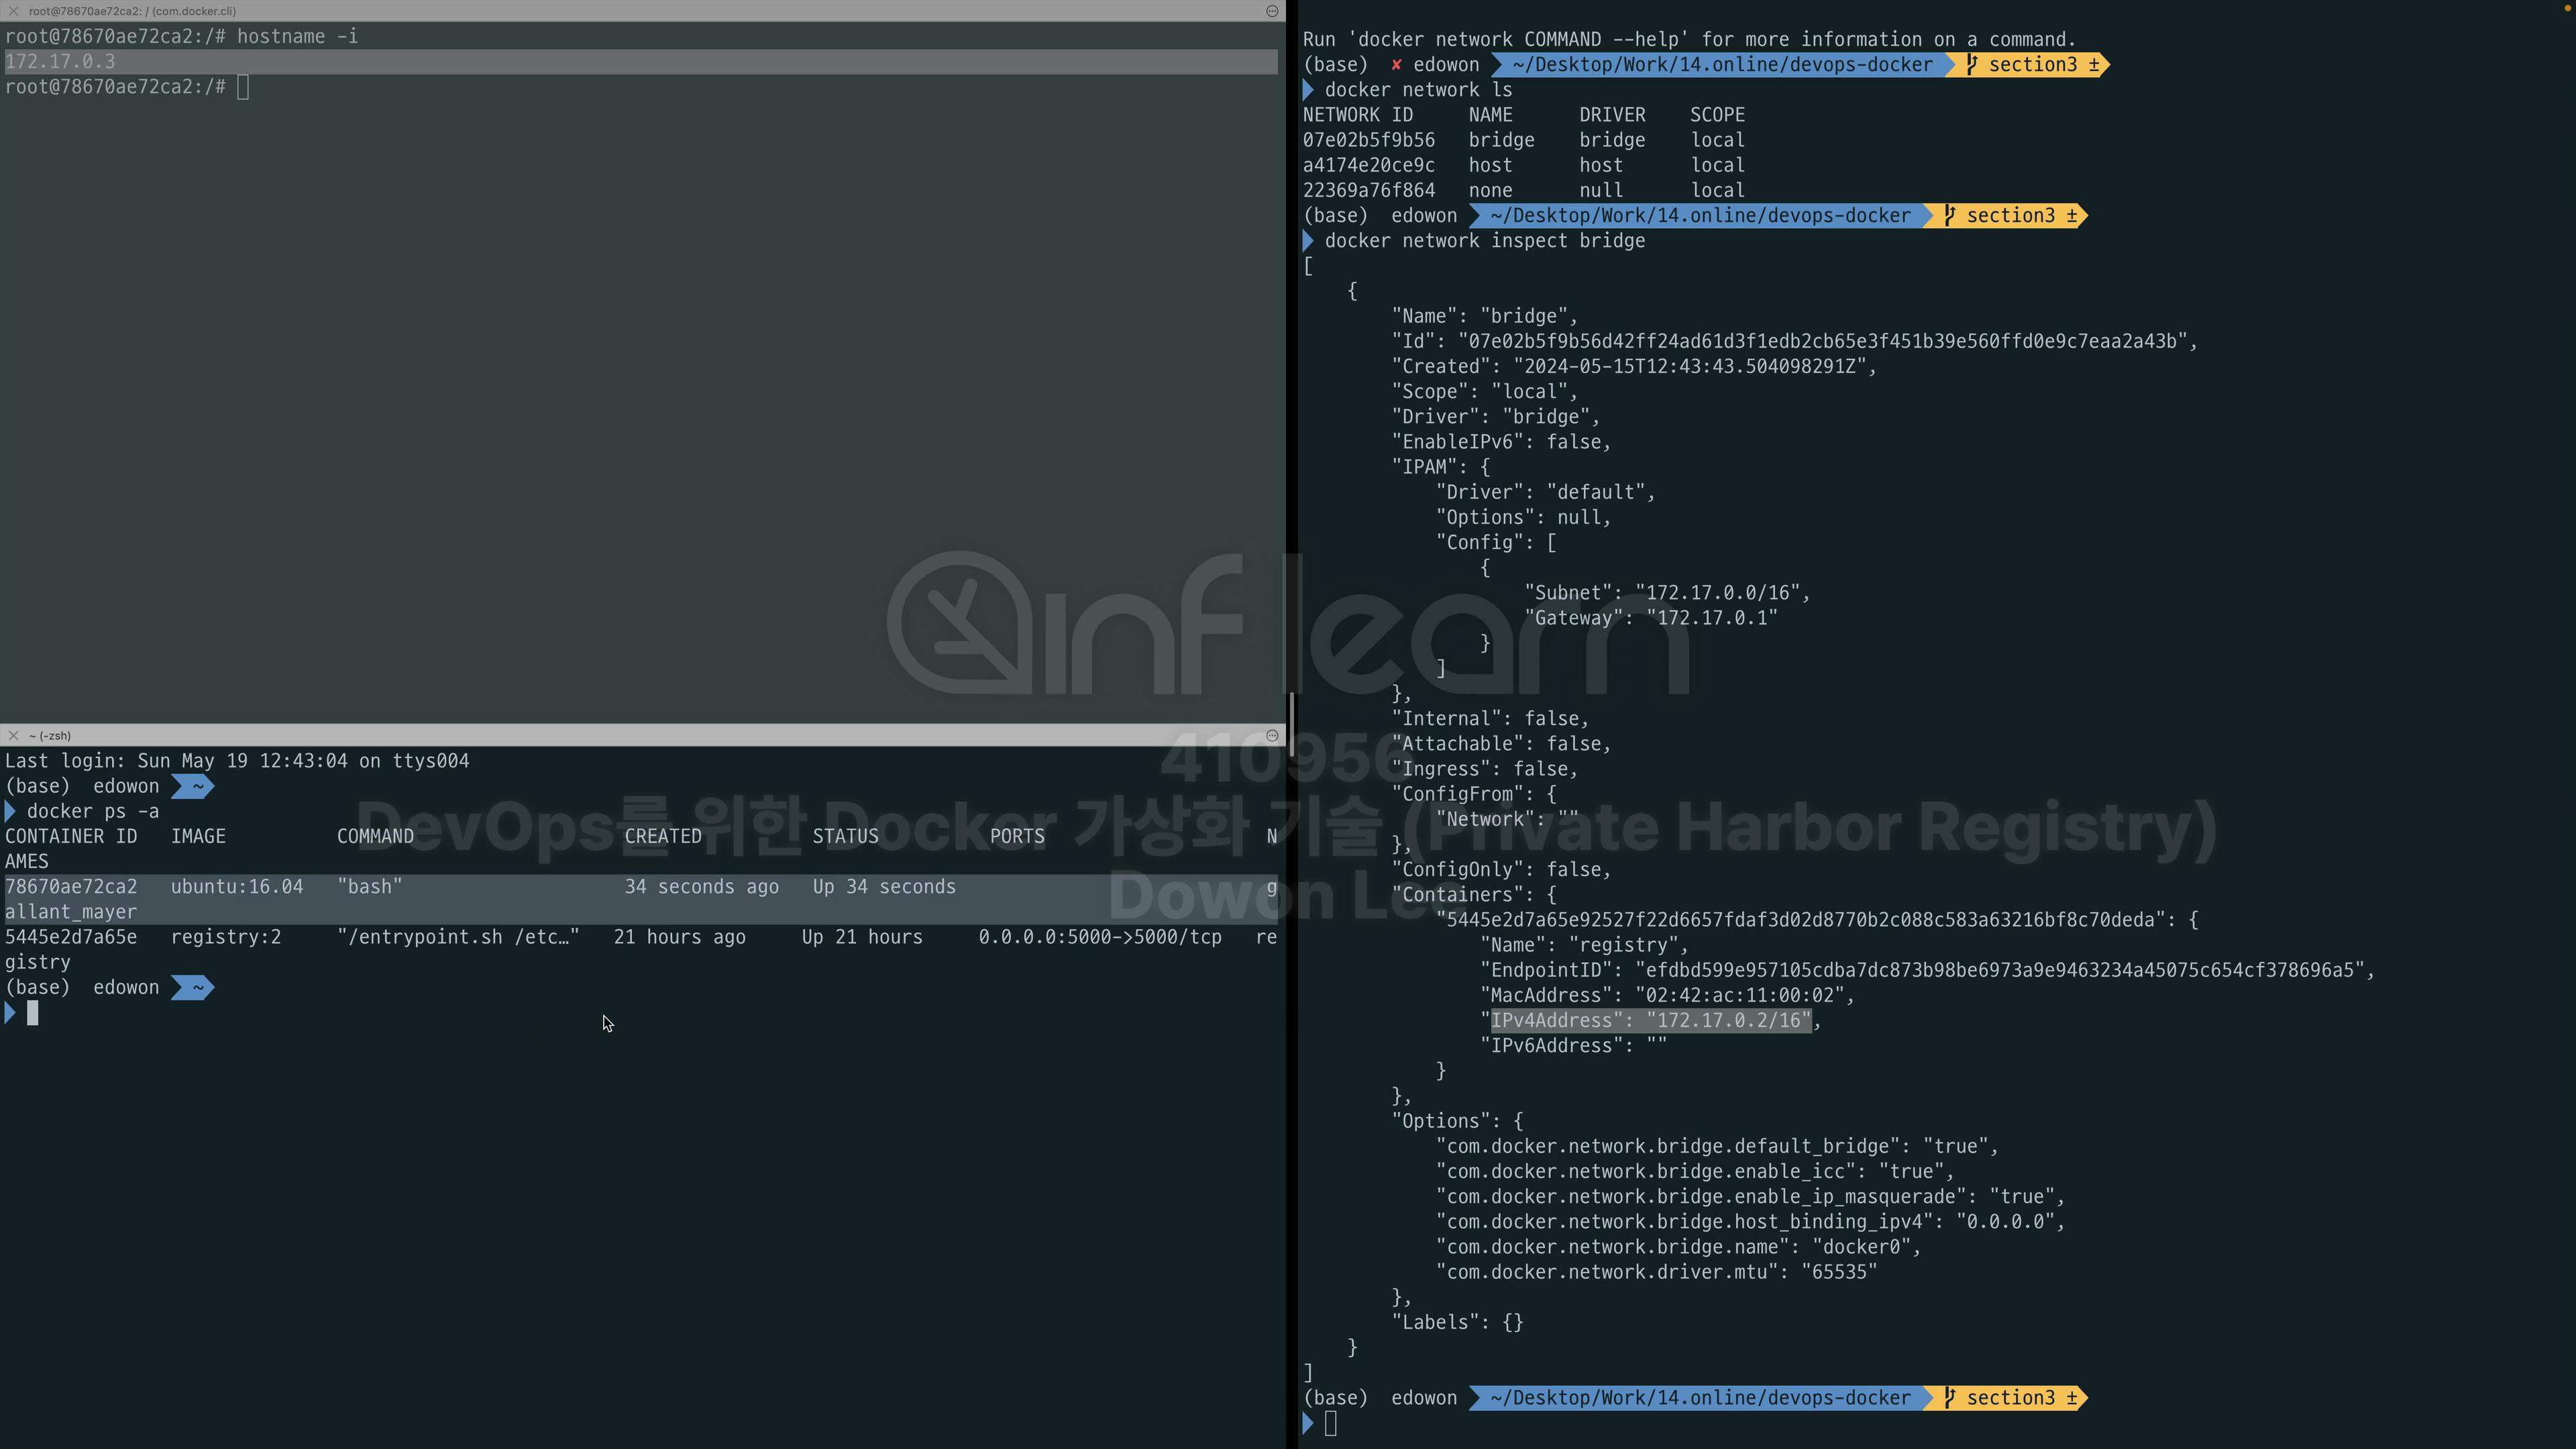 root@78670ae72ca2: / (com.docker.cli)
root@78670ae72ca2:/# hostname -i
172.17.0.3
root@78670ae72ca2:/#
~ (-zsh)
Last login: Sun May 19 12:43:04 on ttys004
(base) edowon ~
docker ps -a
CONTAINER ID IMAGE COMMAND CREATED STATUS PORTS N
AMES
78670ae72ca2 ubuntu:16.04 "bash" 34 seconds ago Up 34 seconds g
allant_mayer
5445e2d7a65e registry:2 "/entrypoint.sh /etc…" 21 hours ago Up 21 hours 0.0.0.0:5000->5000/tcp re
gistry
(base) edowon ~
Run 'docker network COMMAND --help' for more information on a command.
(base) ✘ edowon ~/Desktop/Work/14.online/devops-docker section3 ±
docker network ls
NETWORK ID NAME DRIVER SCOPE
07e02b5f9b56 bridge bridge local
a4174e20ce9c host host local
22369a76f864 none null local
(base) edowon ~/Desktop/Work/14.online/devops-docker section3 ±
docker network inspect bridge
[
{
"Name": "bridge",
"Id": "07e02b5f9b56d42ff24ad61d3f1edb2cb65e3f451b39e560ffd0e9c7eaa2a43b",
"Created": "2024-05-15T12:43:43.504098291Z",
"Scope": "local",
"Driver": "bridge",
"EnableIPv6": false,
"IPAM": {
"Driver": "default",
"Options": null,
"Config": [
{
"Subnet": "172.17.0.0/16",
"Gateway": "172.17.0.1"
}
]
},
"Internal": false,
"Attachable": false,
"Ingress": false,
"ConfigFrom": {
"Network": ""
},
"ConfigOnly": false,
"Containers": {
"5445e2d7a65e92527f22d6657fdaf3d02d8770b2c088c583a63216bf8c70deda": {
"Name": "registry",
"EndpointID": "efdbd599e957105cdba7dc873b98be6973a9e9463234a45075c654cf378696a5",
"MacAddress": "02:42:ac:11:00:02",
"IPv4Address": "172.17.0.2/16",
"IPv6Address": ""
}
},
"Options": {
"com.docker.network.bridge.default_bridge": "true",
"com.docker.network.bridge.enable_icc": "true",
"com.docker.network.bridge.enable_ip_masquerade": "true",
"com.docker.network.bridge.host_binding_ipv4": "0.0.0.0",
"com.docker.network.bridge.name": "docker0",
"com.docker.network.driver.mtu": "65535"
},
"Labels": {}
}
]
(base) edowon ~/Desktop/Work/14.online/devops-docker section3 ±
inflearn
410956
DevOps를 위한 Docker 가상화 기술 (Private Harbor Registry)
Dowon Lee